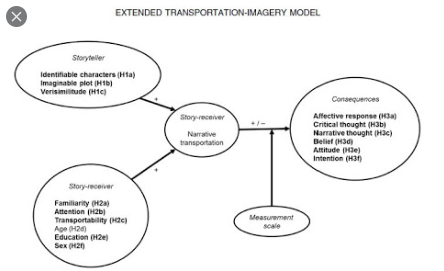 EXTENDED TRANSPORTATION-IMAGERY MODEL
Storyteller
Identifiable characters (H1a)
Imaginable plot (H1b)
Verisimilitude (H1c)
+
Story-receiver
Narrative
transportation
+ / –
Consequences
Affective response (H3a)
Critical thought (H3b)
Narrative thought (H3c)
Belief (H3d)
Attitude (H3e)
Intention (H3f)
+
Story-receiver
Familiarity (H2a)
Attention (H2b)
Transportability (H2c)
Age (H2d)
Education (H2e)
Sex (H2f)
Measurement
scale